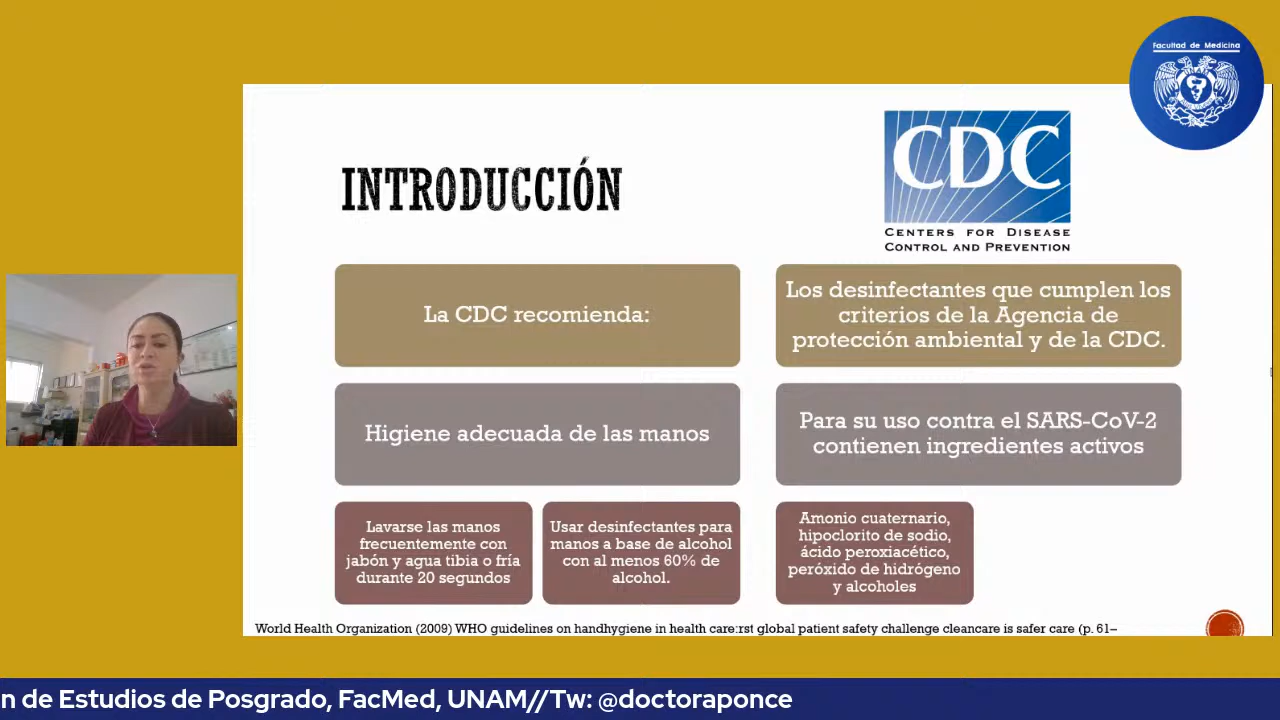 Facultad de Medicina
CDC
CENTERS FOR DISEASE
CONTROL AND PREVENTION
INTRODUCCIÓN
La CDC recomienda:
Los desinfectantes que cumplen los
criterios de la Agencia de
protección ambiental y de la CDC.
Higiene adecuada de las manos
Para su uso contra el SARS-CoV-2
contienen ingredientes activos
Lavarse las manos
frecuentemente con
jabón y agua tibia o fría
durante 20 segundos
Usar desinfectantes para
manos a base de alcohol
con al menos 60% de
alcohol.
Amonio cuaternario,
hipoclorito de sodio,
ácido peroxiacético,
peróxido de hidrógeno
y alcoholes
World Health Organization (2009) WHO guidelines on handhygiene in health care:rst global patient safety challenge cleancare is safer care (p. 61–
n de Estudios de Posgrado, FacMed, UNAM//Tw: @doctoraponce